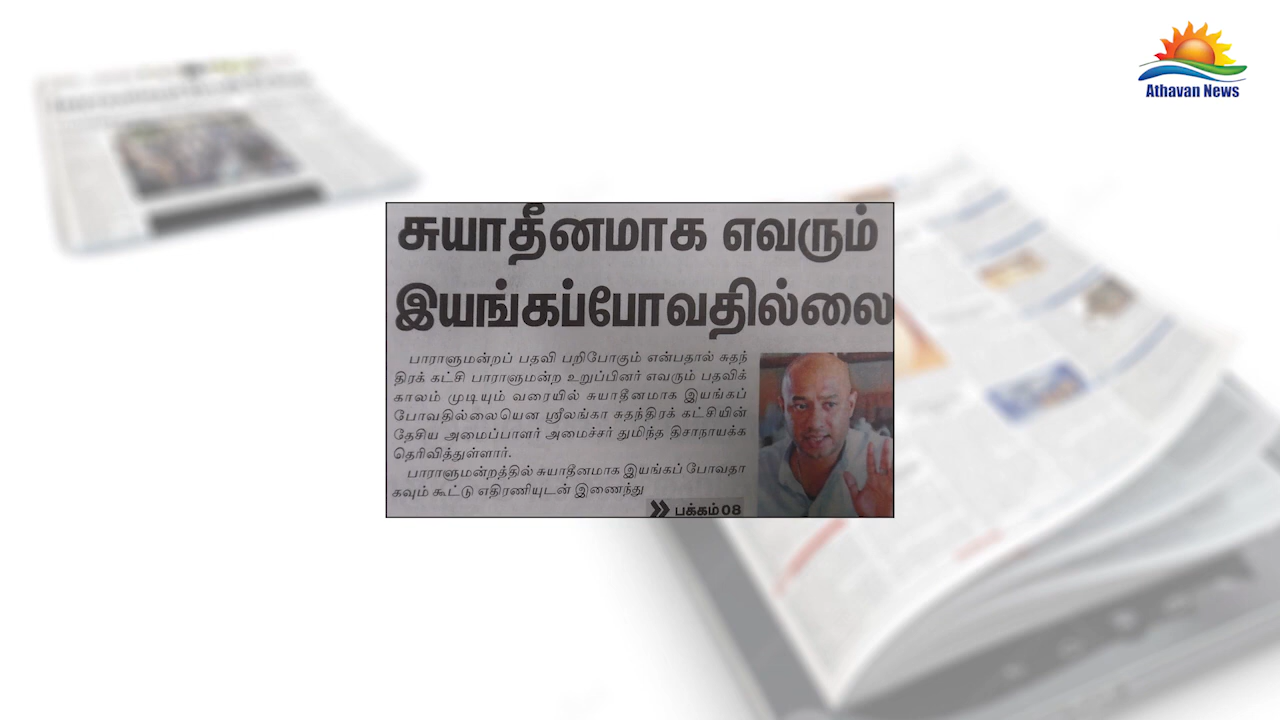 Athavan News
சுயாதீனமாக எவரும்
இயங்கப்போவதில்லை
பாராளுமன்றப் பதவி பறிபோகும் என்பதால் சுதந்
திரக் கட்சி பாராளுமன்ற உறுப்பினர் எவரும் பதவிக்
காலம் முடியும் வரையில் சுயாதீனமாக இயங்கப்
போவதில்லையென ஸ்ரீலங்கா சுதந்திரக் கட்சியின்
தேசிய அமைப்பாளர் அமைச்சர் துமிந்த திசாநாயக்க
தெரிவித்துள்ளார்.
பாராளுமன்றத்தில் சுயாதீனமாக இயங்கப் போவதா
கவும் கூட்டு எதிரணியுடன் இணைந்து
பக்கம் 08